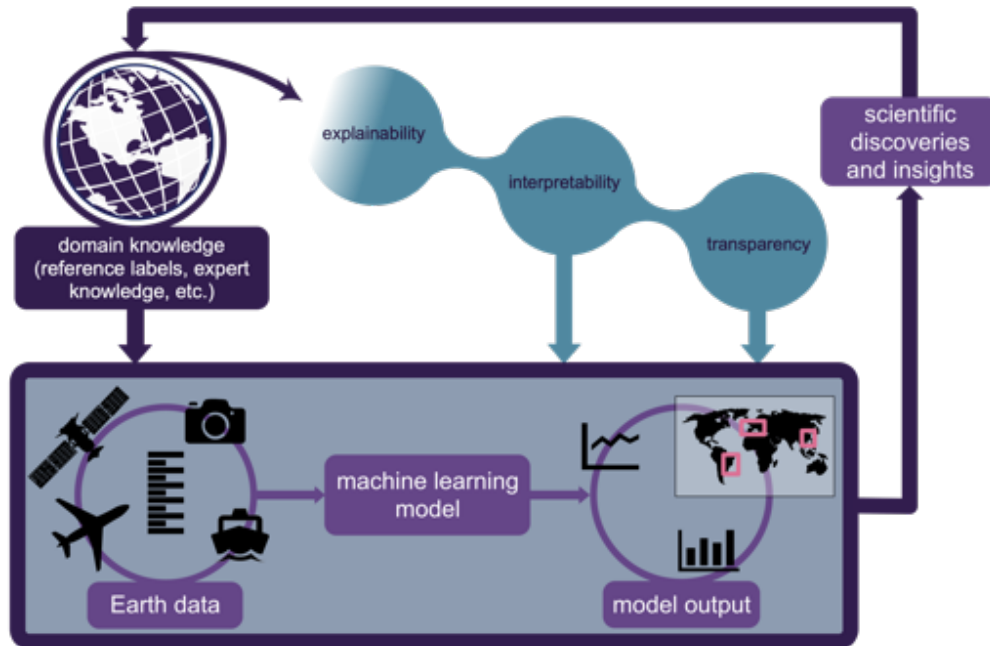 explainability
interpretability
transparency
scientific
discoveries
and insights
domain knowledge
(reference labels, expert
knowledge, etc.)
machine learning
model
Earth data
model output